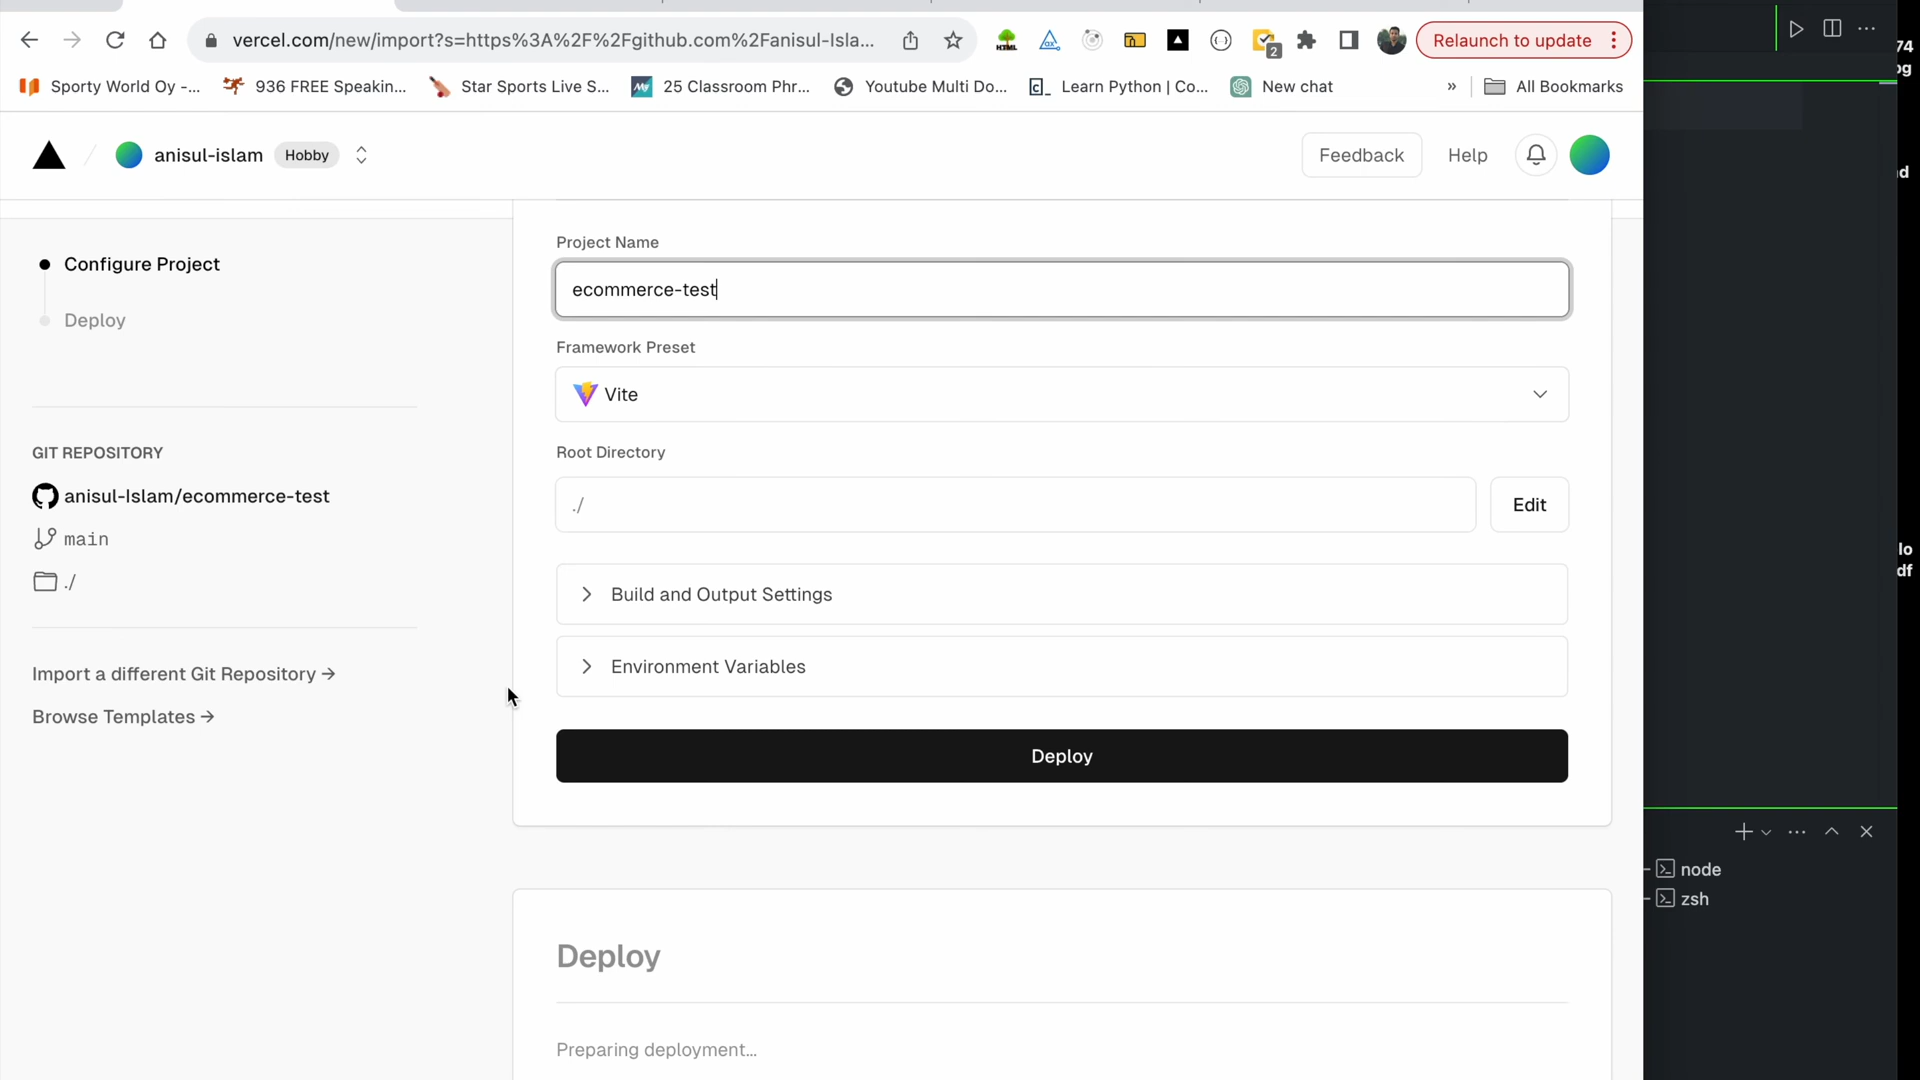 vercel.com/new/import?s=https%3A%2F%2Fgithub.com%2Fanisul-Isla...
2
Relaunch to update
Sporty World Oy -...
936 FREE Speakin...
Star Sports Live S...
25 Classroom Phr...
Youtube Multi Do...
Learn Python | Co...
New chat
»
All Bookmarks
anisul-islam
Hobby
Feedback
Help
Configure Project
Deploy
GIT REPOSITORY
anisul-Islam/ecommerce-test
main
./
Import a different Git Repository →
Browse Templates →
Project Name
ecommerce-test
Framework Preset
Vite
Root Directory
./
Edit
Build and Output Settings
Environment Variables
Deploy
Deploy
Preparing deployment...
node
zsh